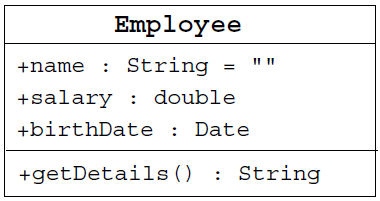 Employee
+name : String = ""
+salary : double
+birthDate : Date
+getDetails() : String